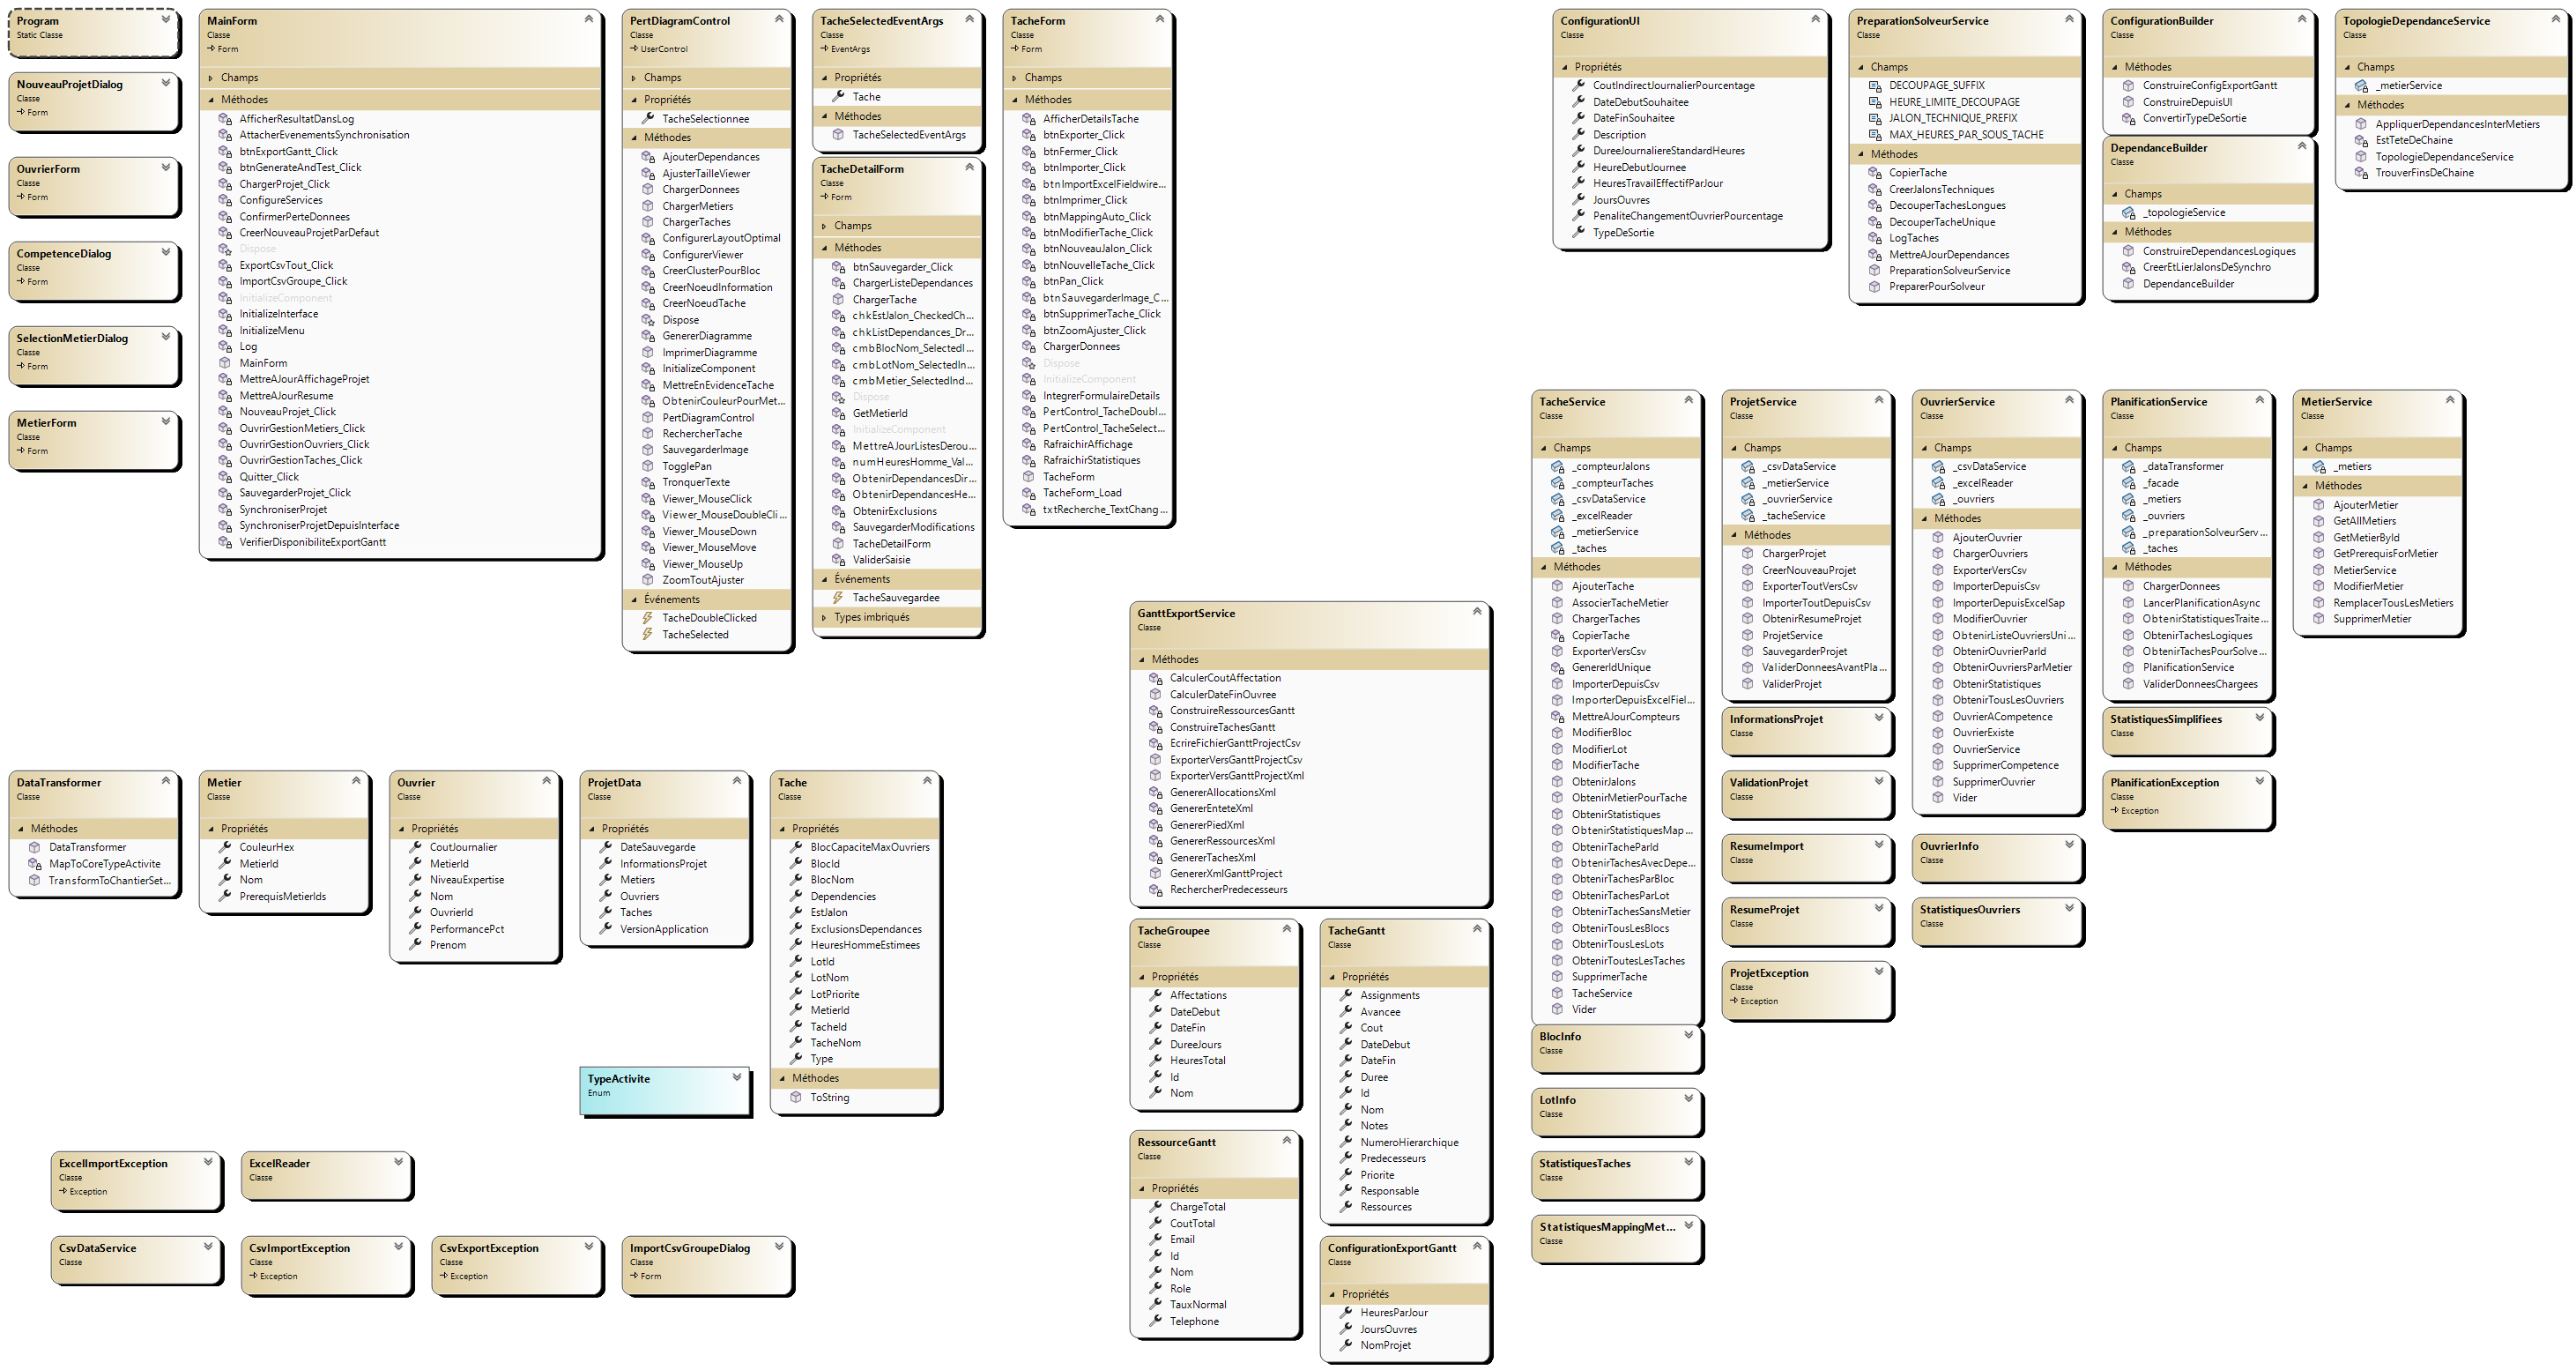 Program
Static Classe
NouveauProjetDialog
Classe
Form
OuvrierForm
Classe
Form
CompetenceDialog
Classe
Form
SelectionMetierDialog
Classe
Form
MetierForm
Classe
Form
MainForm
Classe
Form
Champs
Méthodes
AfficherResultatDansLog
AttacherEvenementsSynchronisation
btnExportGantt_Click
btnGenerateAndTest_Click
ChargerProjet_Click
ConfigureServices
ConfirmerPerteDonnees
CreerNouveauProjetParDefaut
Dispose
ExportCsvTout_Click
ImportCsvGroupe_Click
InitializeComponent
InitializeInterface
InitializeMenu
Log
MainForm
MettreAJourAffichageProjet
MettreAJourResume
NouveauProjet_Click
OuvrirGestionMetiers_Click
OuvrirGestionOuvriers_Click
OuvrirGestionTaches_Click
Quitter_Click
SauvegarderProjet_Click
SynchroniserProjet
SynchroniserProjetDepuisInterface
VerifierDisponibiliteExportGantt
PertDiagramControl
Classe
UserControl
Champs
Propriétés
TacheSelectionnee
Méthodes
AjouterDependances
AjusterTailleViewer
ChargerDonnees
ChargerMetiers
ChargerTaches
ConfigurerLayoutOptimal
ConfigurerViewer
CreerClusterPourBloc
CreerNoeudInformation
CreerNoeudTache
Dispose
GenererDiagramme
ImprimerDiagramme
InitializeComponent
MettreEnEvidenceTache
ObtenirCouleurPourMet...
PertDiagramControl
RechercherTache
SauvegarderImage
TogglePan
TronquerTexte
Viewer_MouseClick
Viewer_MouseDoubleCli...
Viewer_MouseDown
Viewer_MouseMove
Viewer_MouseUp
ZoomToutAjuster
Événements
TacheDoubleClicked
TacheSelected
TacheSelectedEventArgs
Classe
EventArgs
Propriétés
Tache
Méthodes
TacheSelectedEventArgs
TacheDetailForm
Classe
Form
Champs
Méthodes
btnSauvegarder_Click
ChargerListeDependances
ChargerTache
chkEstJalon_CheckedCh...
chkListDependances_Dr...
cmbBlocNom_SelectedI...
cmbLotNom_SelectedIn...
cmbMetier_SelectedInd...
Dispose
GetMetierId
InitializeComponent
MettreAJourListesDerou...
numHeuresHomme_Val...
ObtenirDependancesDir...
ObtenirDependancesHe...
ObtenirExclusions
SauvegarderModifications
TacheDetailForm
ValiderSaisie
Événements
TacheSauvegardee
Types imbriqués
TacheForm
Classe
Form
Champs
Méthodes
AfficherDetailsTache
btnExporter_Click
btnFermer_Click
btnImporter_Click
btnImportExcelFieldwire...
btnImprimer_Click
btnMappingAuto_Click
btnModifierTache_Click
btnNouveauJalon_Click
btnNouvelleTache_Click
btnPan_Click
btnSauvegarderImage_C...
btnSupprimerTache_Click
btnZoomAjuster_Click
ChargerDonnees
Dispose
InitializeComponent
IntegrerFormulaireDetails
PertControl_TacheDoubl...
PertControl_TacheSelect...
RafraichirAffichage
RafraichirStatistiques
TacheForm
TacheForm_Load
txtRecherche_TextChang...
ConfigurationUI
Classe
Propriétés
CoutIndirectJournalierPourcentage
DateDebutSouhaitee
DateFinSouhaitee
Description
DureeJournaliereStandardHeures
HeureDebutJournee
HeuresTravailEffectifParJour
JoursOuvres
PenaliteChangementOuvrierPourcentage
TypeDeSortie
PreparationSolveurService
Classe
Champs
DECOUPAGE_SUFFIX
HEURE_LIMITE_DECOUPAGE
JALON_TECHNIQUE_PREFIX
MAX_HEURES_PAR_SOUS_TACHE
Méthodes
CopierTache
CreerJalonsTechniques
DecouperTachesLongues
DecouperTacheUnique
LogTaches
MettreAJourDependances
PreparationSolveurService
PreparerPourSolveur
ConfigurationBuilder
Classe
Méthodes
ConstruireConfigExportGantt
ConstruireDepuisUI
ConvertirTypeDeSortie
DependanceBuilder
Classe
Champs
_topologieService
Méthodes
ConstruireDependancesLogiques
CreerEtLierJalonsDeSynchro
DependanceBuilder
TopologieDependanceService
Classe
Champs
_metierService
Méthodes
AppliquerDependancesInterMetiers
EstTeteDeChaine
TopologieDependanceService
TrouverFinsDeChaine
TacheService
Classe
Champs
_compteurJalons
_compteurTaches
_csvDataService
_excelReader
_metierService
_taches
Méthodes
AjouterTache
AssocierTacheMetier
ChargerTaches
CopierTache
ExporterVersCsv
GenererIdUnique
ImporterDepuisCsv
ImporterDepuisExcelFiel...
MettreAJourCompteurs
ModifierBloc
ModifierLot
ModifierTache
ObtenirJalons
ObtenirMetierPourTache
ObtenirStatistiques
ObtenirStatistiquesMap...
ObtenirTacheParId
ObtenirTachesAvecDepe...
ObtenirTachesParBloc
ObtenirTachesParLot
ObtenirTachesSansMetier
ObtenirTousLesBlocs
ObtenirTousLesLots
ObtenirToutesLesTaches
SupprimerTache
TacheService
Vider
BlocInfo
Classe
LotInfo
Classe
StatistiquesTaches
Classe
StatistiquesMappingMet...
Classe
ProjetService
Classe
Champs
_csvDataService
_metierService
_ouvrierService
_tacheService
Méthodes
ChargerProjet
CreerNouveauProjet
ExporterToutVersCsv
ImporterToutDepuisCsv
ObtenirResumeProjet
ProjetService
SauvegarderProjet
ValiderDonneesAvantPla...
ValiderProjet
InformationsProjet
Classe
ValidationProjet
Classe
ResumeImport
Classe
ResumeProjet
Classe
ProjetException
Classe
Exception
OuvrierService
Classe
Champs
_csvDataService
_excelReader
_ouvriers
Méthodes
AjouterOuvrier
ChargerOuvriers
ExporterVersCsv
ImporterDepuisCsv
ImporterDepuisExcelSap
ModifierOuvrier
ObtenirListeOuvriersUni...
ObtenirOuvrierParId
ObtenirOuvriersParMetier
ObtenirStatistiques
ObtenirTousLesOuvriers
OuvrierACompetence
OuvrierExiste
OuvrierService
SupprimerCompetence
SupprimerOuvrier
Vider
OuvrierInfo
Classe
StatistiquesOuvriers
Classe
PlanificationService
Classe
Champs
_dataTransformer
_facade
_metiers
_ouvriers
_preparationSolveurServ...
_taches
Méthodes
ChargerDonnees
LancerPlanificationAsync
ObtenirStatistiquesTraite...
ObtenirTachesLogiques
ObtenirTachesPourSolve...
PlanificationService
ValiderDonneesChargees
StatistiquesSimplifiees
Classe
PlanificationException
Classe
Exception
MetierService
Classe
Champs
_metiers
Méthodes
AjouterMetier
GetAllMetiers
GetMetierById
GetPrerequisForMetier
MetierService
ModifierMetier
RemplacerTousLesMetiers
SupprimerMetier
GanttExportService
Classe
Méthodes
CalculerCoutAffectation
CalculerDateFinOuvree
ConstruireRessourcesGantt
ConstruireTachesGantt
EcrireFichierGanttProjectCsv
ExporterVersGanttProjectCsv
ExporterVersGanttProjectXml
GenererAllocationsXml
GenererEnteteXml
GenererPiedXml
GenererRessourcesXml
GenererTachesXml
GenererXmlGanttProject
RechercherPredecesseurs
TacheGroupee
Classe
Propriétés
Affectations
DateDebut
DateFin
DureeJours
HeuresTotal
Id
Nom
TacheGantt
Classe
Propriétés
Assignments
Avancee
Cout
DateDebut
DateFin
Duree
Id
Nom
Notes
NumeroHierarchique
Predecesseurs
Priorite
Responsable
Ressources
RessourceGantt
Classe
Propriétés
ChargeTotal
CoutTotal
Email
Id
Nom
Role
TauxNormal
Telephone
ConfigurationExportGantt
Classe
Propriétés
HeuresParJour
JoursOuvres
NomProjet
DataTransformer
Classe
Méthodes
DataTransformer
MapToCoreTypeActivite
TransformToChantierSet...
Metier
Classe
Propriétés
CouleurHex
MetierId
Nom
PrerequisMetierIds
Ouvrier
Classe
Propriétés
CoutJournalier
MetierId
NiveauExpertise
Nom
OuvrierId
PerformancePct
Prenom
ProjetData
Classe
Propriétés
DateSauvegarde
InformationsProjet
Metiers
Ouvriers
Taches
VersionApplication
Tache
Classe
Propriétés
BlocCapaciteMaxOuvriers
BlocId
BlocNom
Dependencies
EstJalon
ExclusionsDependances
HeuresHommeEstimees
LotId
LotNom
LotPriorite
MetierId
TacheId
TacheNom
Type
Méthodes
ToString
TypeActivite
Enum
ExcelImportException
Classe
Exception
ExcelReader
Classe
CsvDataService
Classe
CsvImportException
Classe
Exception
CsvExportException
Classe
Exception
ImportCsvGroupeDialog
Classe
Form